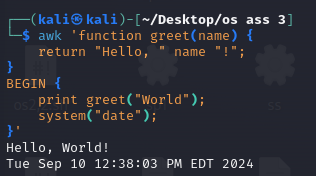 ┌──(kali㉿kali)-[~/Desktop/os ass 3]
└─$ awk 'function greet(name) {
    return "Hello, " name "!";
}
BEGIN {
    print greet("World");
    system("date");
}'
Hello, World!
Tue Sep 10 12:38:03 PM EDT 2024